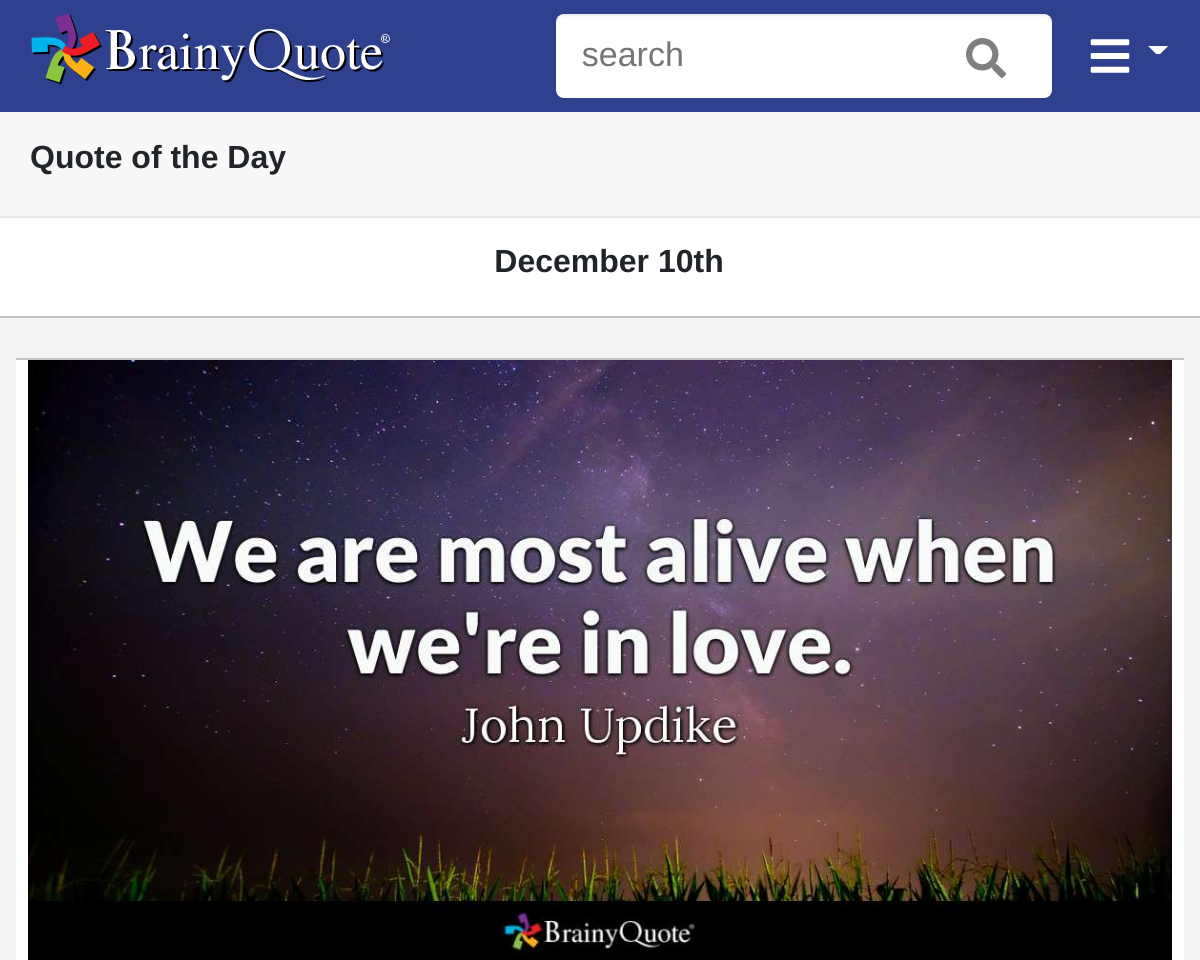 BrainyQuote®
search
Quote of the Day
December 10th
We are most alive when
we're in love.
John Updike
BrainyQuote®